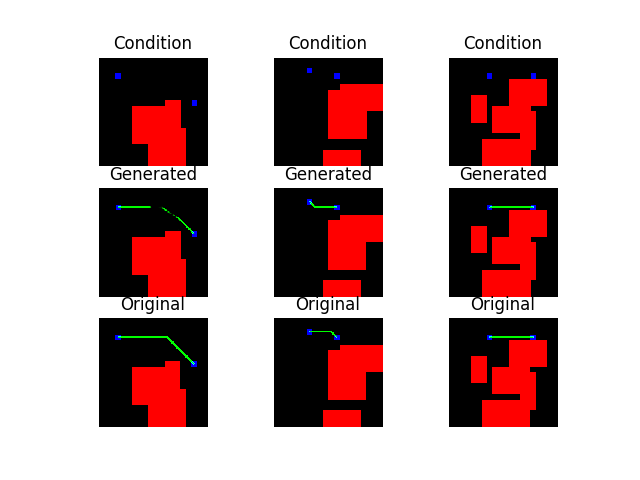 Condition Condition Condition
Generated Generated Generated
Original Original Original